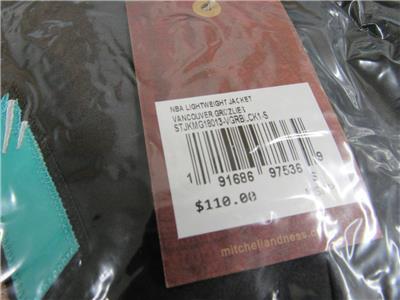 NBA LIGHTWEIGHT JACKET
VANCOUVER GRIZZLIES
STJKMG18013-VGRBLCK1-S
1 91686 97536 9
$110.00
mitchellandness.c